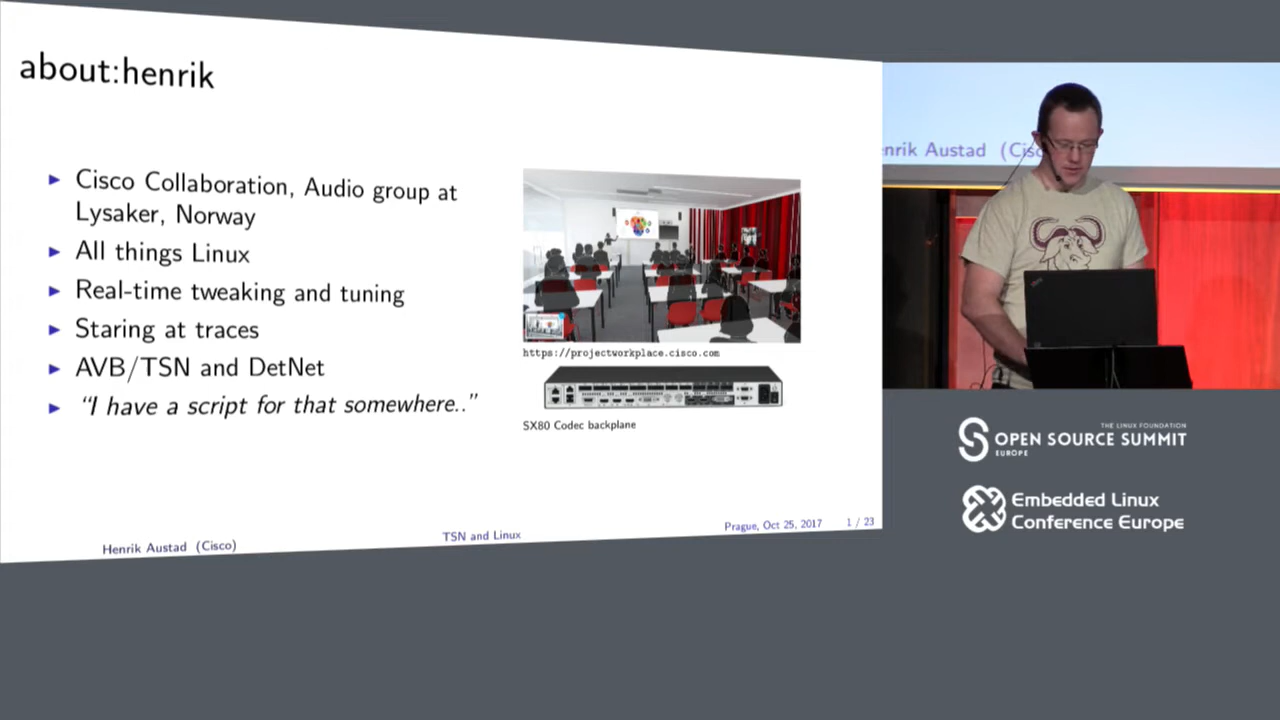 about:henrik
Cisco Collaboration, Audio group at
Lysaker, Norway
All things Linux
Real-time tweaking and tuning
Staring at traces
AVB/TSN and DetNet
“I have a script for that somewhere..”
https://projectworkplace.cisco.com
SX80 Codec backplane
Henrik Austad (Cisco)
TSN and Linux
Prague, Oct 25, 2017
1 / 23
enrik Austad (Cisc
THE LINUX FOUNDATION
OPEN SOURCE SUMMIT
EUROPE
Embedded Linux
Conference Europe